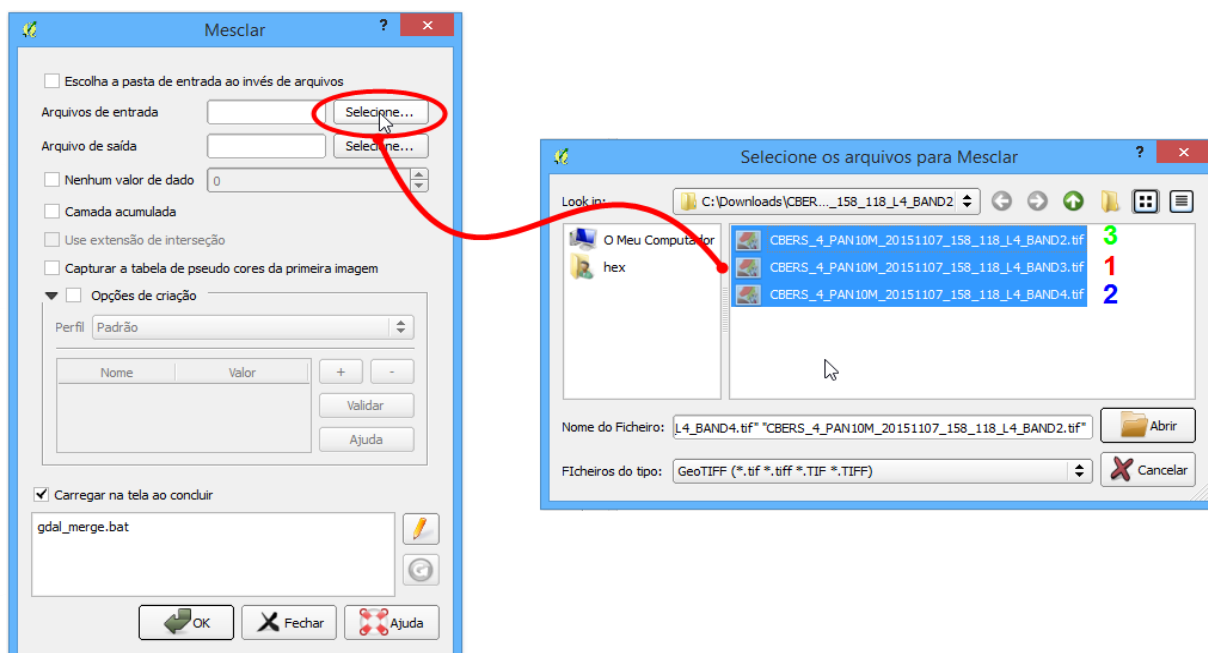 Mesclar
?
×
Escolha a pasta de entrada ao invés de arquivos
Arquivos de entrada
Selecione...
Arquivo de saída
Selecione...
Nenhum valor de dado
0
Camada acumulada
Use extensão de interseção
Capturar a tabela de pseudo cores da primeira imagem
Opções de criação
Perfil
Padrão
Nome
Valor
+
-
Validar
Ajuda
Carregar na tela ao concluir
gdal_merge.bat
OK
Fechar
Ajuda
Selecione os arquivos para Mesclar
?
×
Look in:
C:\Downloads\CBER..._158_118_L4_BAND2
O Meu Computador
hex
CBERS_4_PAN10M_20151107_158_118_L4_BAND2.tif 3
CBERS_4_PAN10M_20151107_158_118_L4_BAND3.tif 1
CBERS_4_PAN10M_20151107_158_118_L4_BAND4.tif 2
Nome do Ficheiro:
L4_BAND4.tif" "CBERS_4_PAN10M_20151107_158_118_L4_BAND2.tif"
Abrir
FIcheiros do tipo:
GeoTIFF (*.tif *.tiff *.TIF *.TIFF)
Cancelar